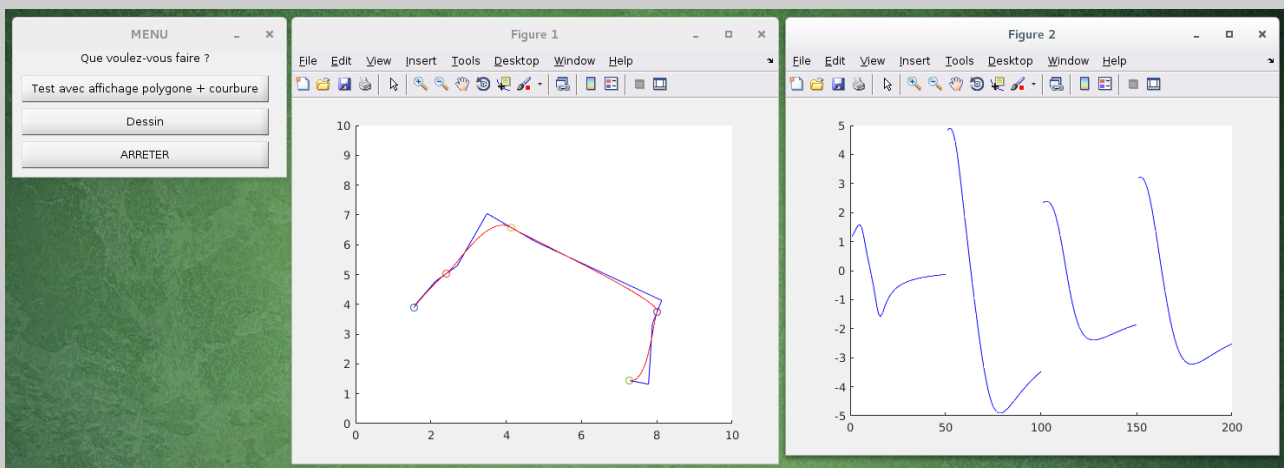 MENU
Que voulez-vous faire ?
Test avec affichage polygone + courbure
Dessin
ARRETER
Figure 1
File Edit View Insert Tools Desktop Window Help
10
9
8
7
6
5
4
3
2
1
0
0 2 4 6 8 10
Figure 2
File Edit View Insert Tools Desktop Window Help
5
4
3
2
1
0
-1
-2
-3
-4
-5
0 50 100 150 200